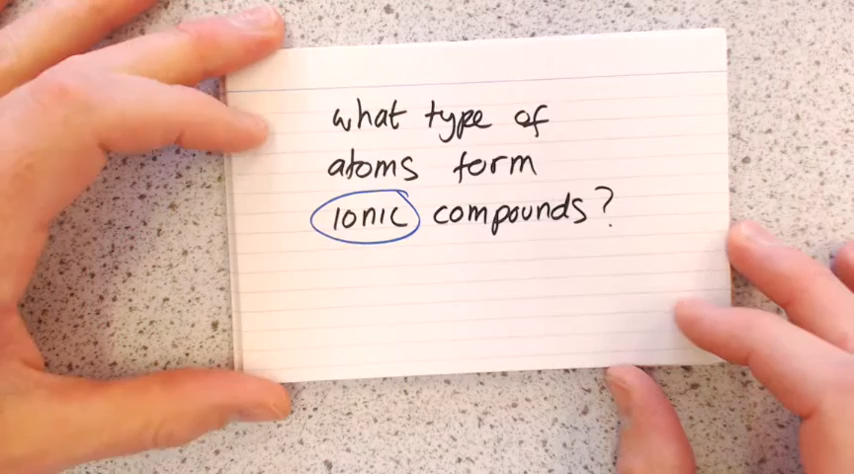 what type of
atoms form
ionic compounds?